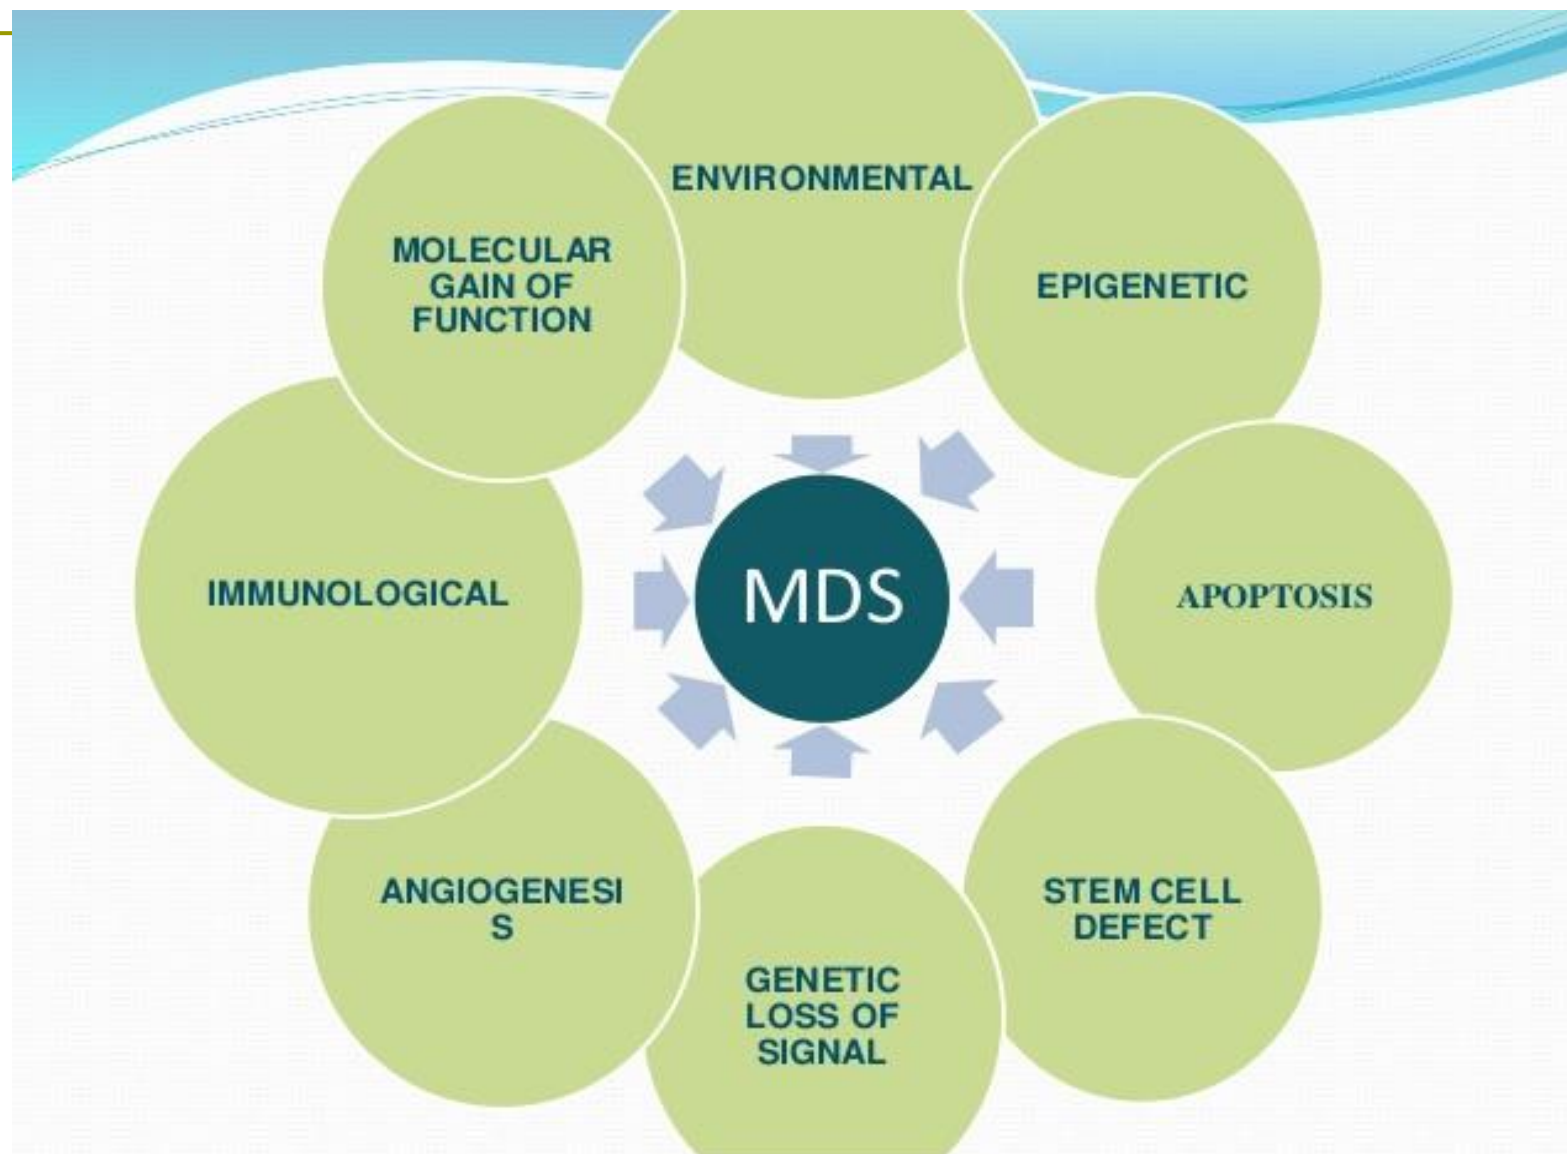 ENVIRONMENTAL
MOLECULAR
GAIN OF
FUNCTION
EPIGENETIC
IMMUNOLOGICAL
MDS
APOPTOSIS
ANGIOGENESI
S
STEM CELL
DEFECT
GENETIC
LOSS OF
SIGNAL